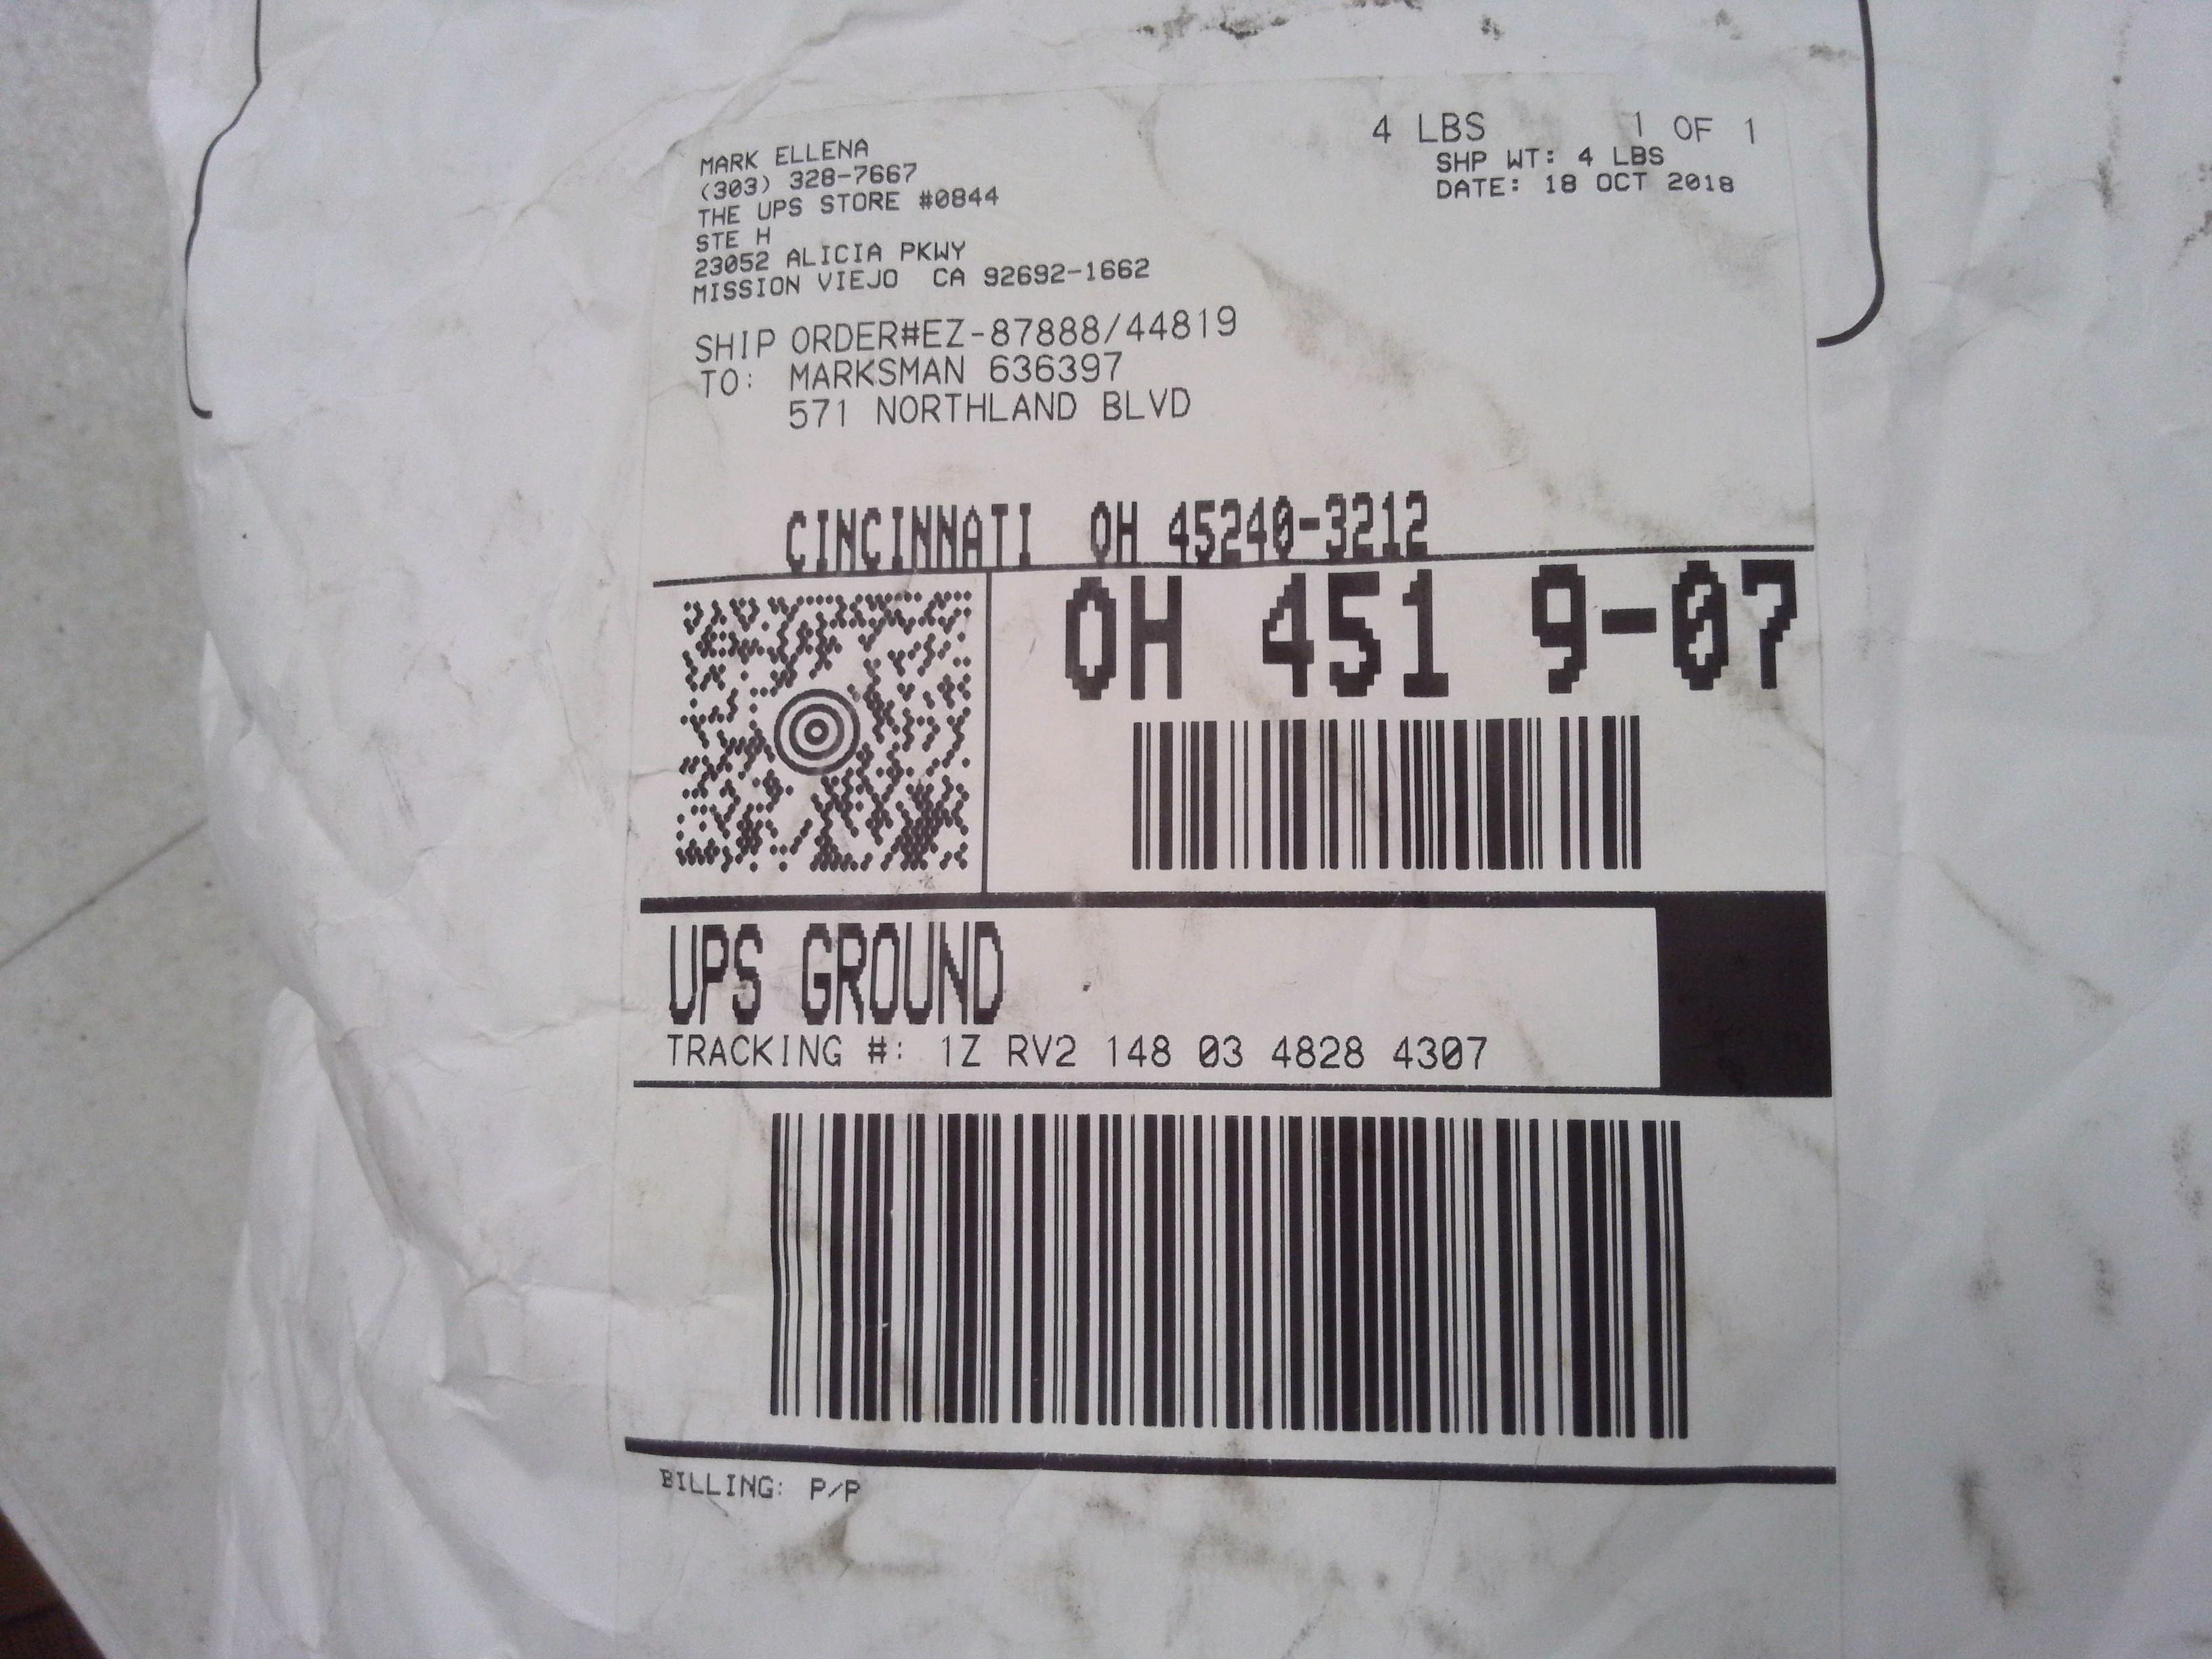 MARK ELLENA
(303) 328-7667
THE UPS STORE #0844
STE H
23052 ALICIA PKWY
MISSION VIEJO CA 92692-1662
4 LBS 1 OF 1
SHP WT: 4 LBS
DATE: 18 OCT 2018
SHIP ORDER#EZ-87888/44819
TO: MARKSMAN 636397
571 NORTHLAND BLVD
CINCINNATI OH 45240-3212
OH 451 9-07
UPS GROUND
TRACKING #: 1Z RV2 148 03 4828 4307
BILLING: P/P